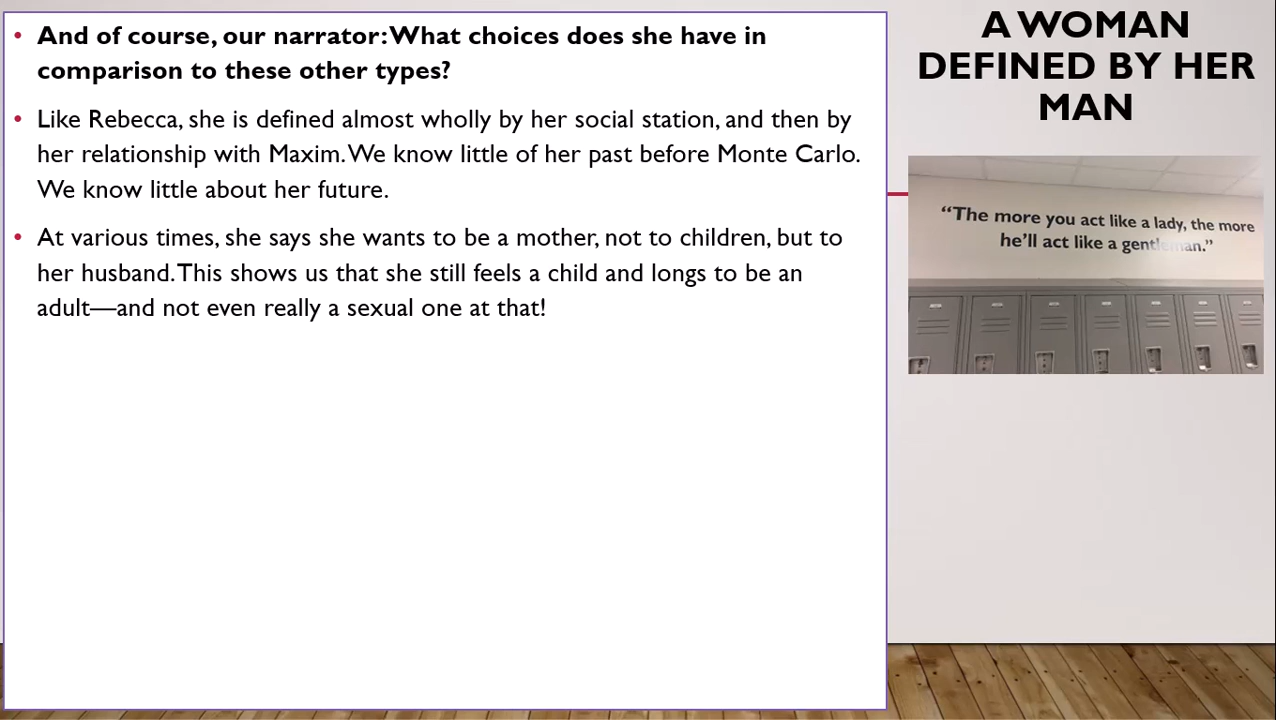 • And of course, our narrator: What choices does she have in
comparison to these other types?
• Like Rebecca, she is defined almost wholly by her social station, and then by
her relationship with Maxim. We know little of her past before Monte Carlo.
We know little about her future.
• At various times, she says she wants to be a mother, not to children, but to
her husband. This shows us that she still feels a child and longs to be an
adult—and not even really a sexual one at that!
A WOMAN
DEFINED BY HER
MAN
“The more you act like a lady, the more
he’ll act like a gentleman.”